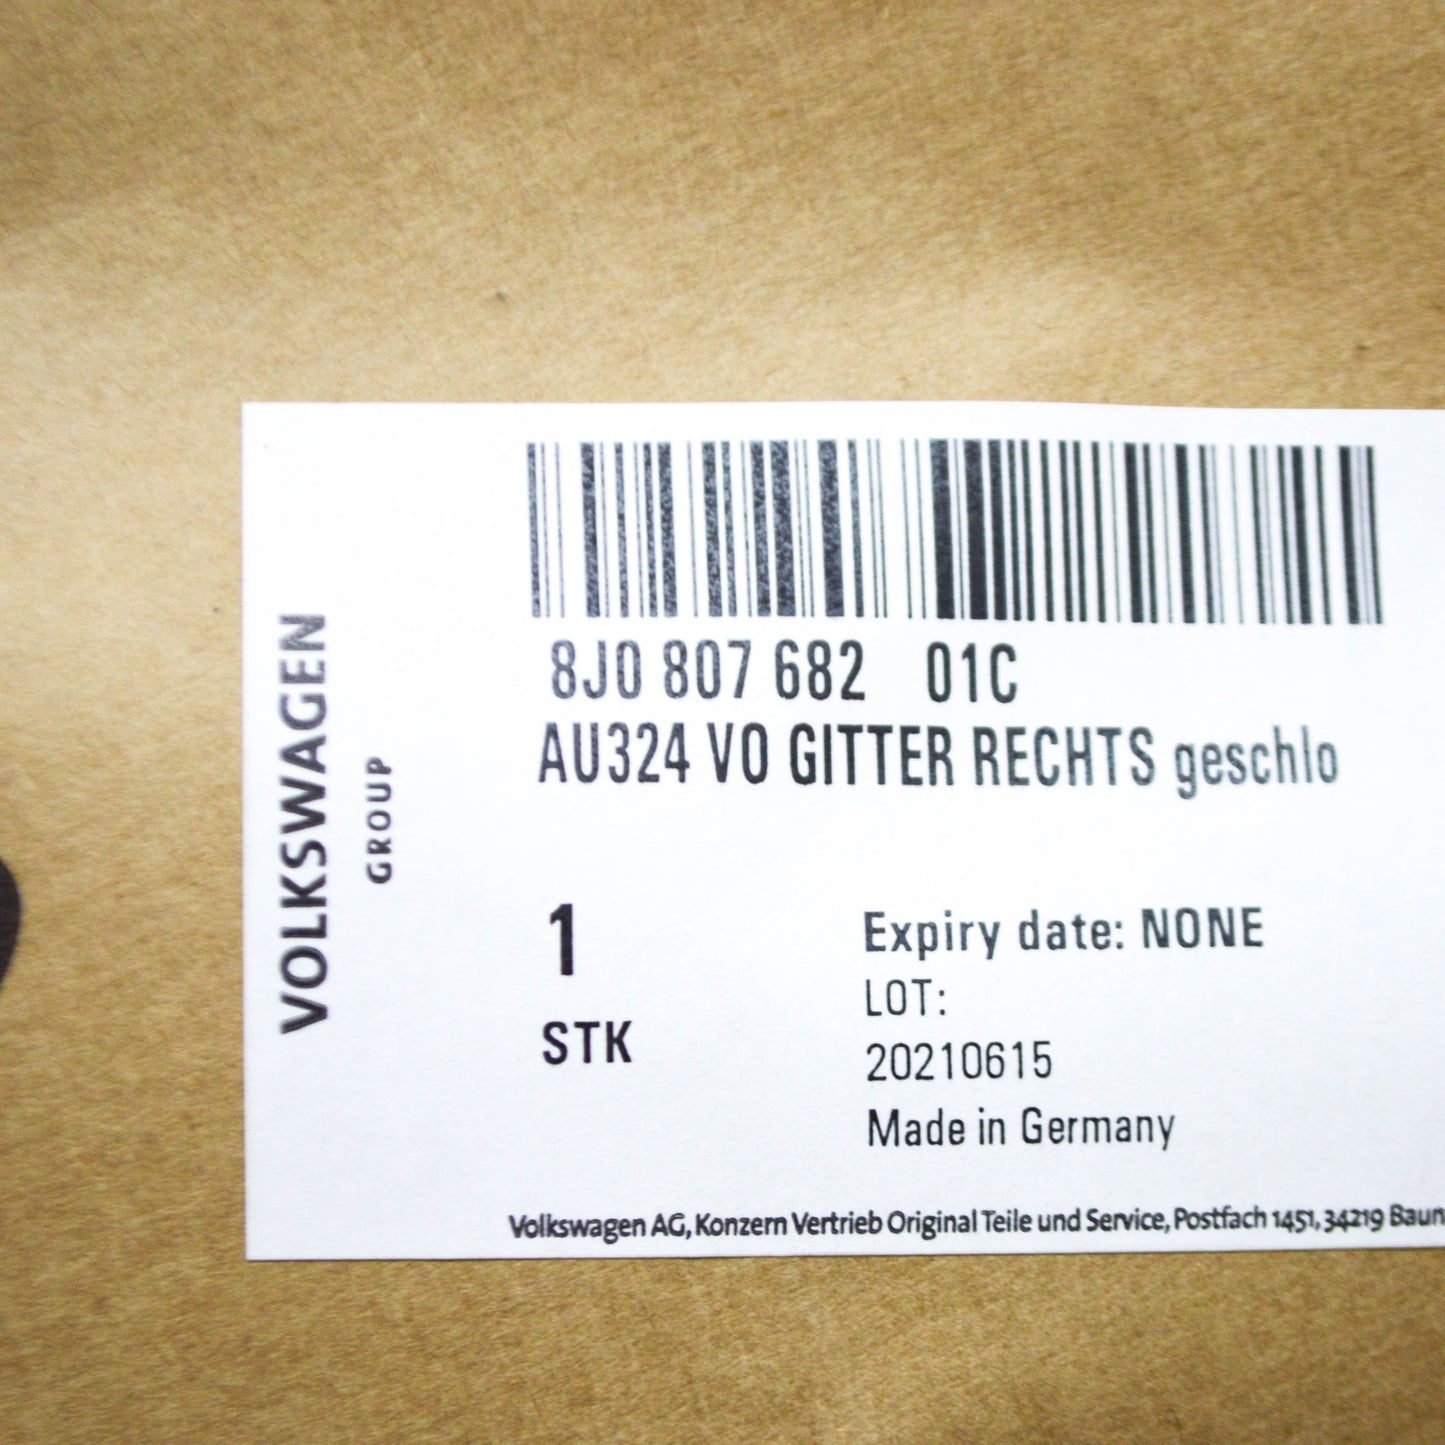 VOLKSWAGEN
GROUP
8J0 807 682 01C
AU324 VO GITTER RECHTS geschlo
1
STK
Expiry date: NONE
LOT:
20210615
Made in Germany
Volkswagen AG, Konzern Vertrieb Original Teile und Service, Postfach 1451, 34219 Baun